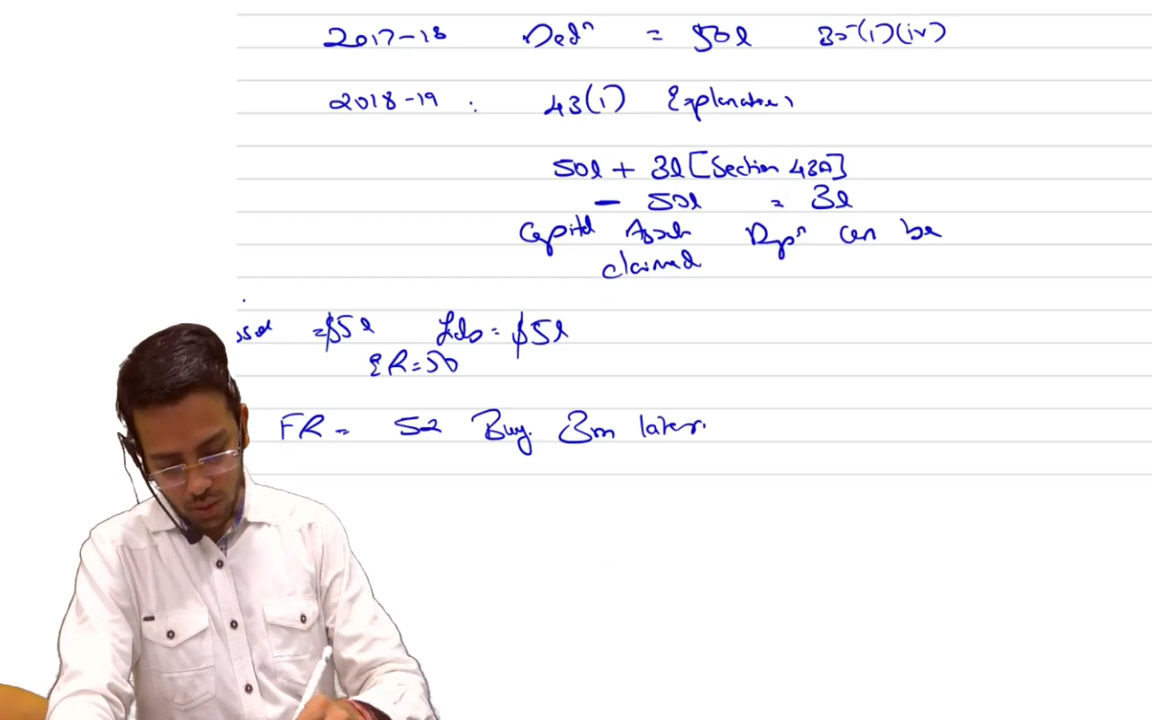 2017-18 Dedn = 50l 35(1)(iv)
2018-19 : 43(1) Explanation
50l + 3l [Section 43A]
- 50l = 3l
Capital Asset Depn can be
claimed
= $5l = $5l
ER = 50
FR = 52 Buy. 3m later.